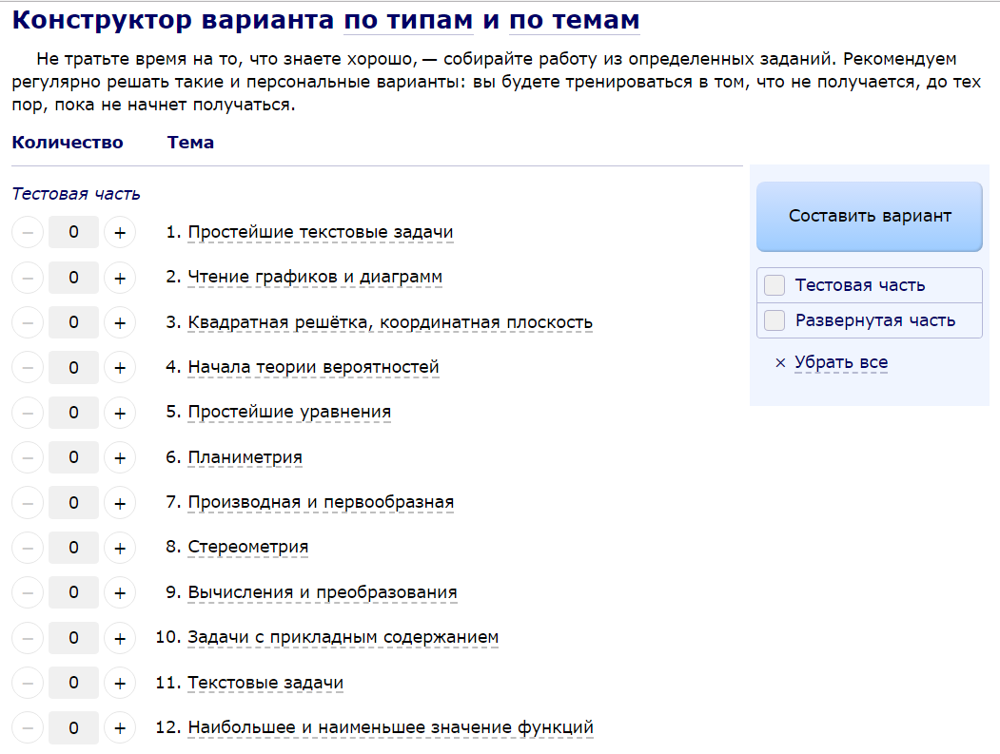 Конструктор варианта по типам и по темам
Не тратьте время на то, что знаете хорошо, — собирайте работу из определенных заданий. Рекомендуем
регулярно решать такие и персональные варианты: вы будете тренироваться в том, что не получается, до тех
пор, пока не начнет получаться.
Количество Тема
Тестовая часть
− 0 + 1. Простейшие текстовые задачи
− 0 + 2. Чтение графиков и диаграмм
− 0 + 3. Квадратная решётка, координатная плоскость
− 0 + 4. Начала теории вероятностей
− 0 + 5. Простейшие уравнения
− 0 + 6. Планиметрия
− 0 + 7. Производная и первообразная
− 0 + 8. Стереометрия
− 0 + 9. Вычисления и преобразования
− 0 + 10. Задачи с прикладным содержанием
− 0 + 11. Текстовые задачи
− 0 + 12. Наибольшее и наименьшее значение функций
Составить вариант
Тестовая часть
Развернутая часть
× Убрать все